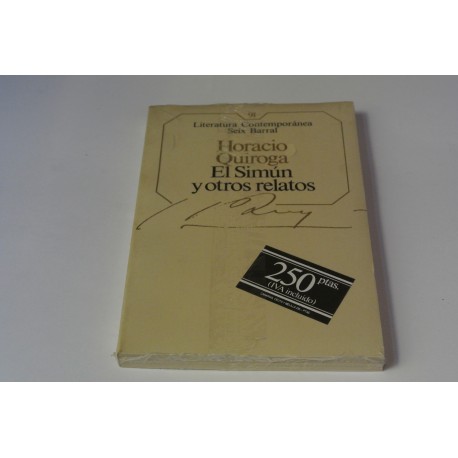 Literatura Contemporánea
Seix Barral
Horacio
Quiroga
El Simún
y otros relatos
250 ptas.
(IVA incluido)